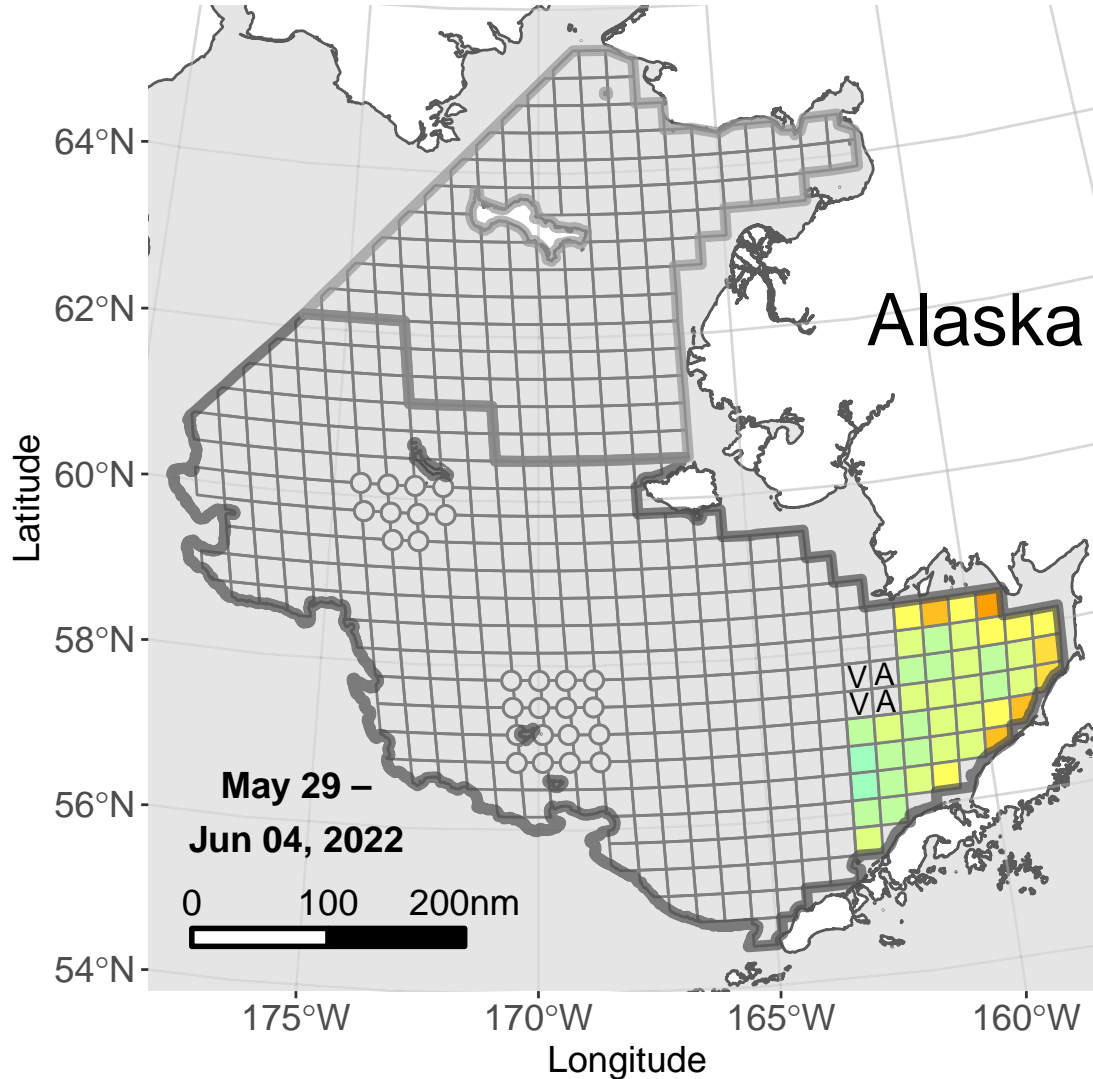 64°N
62°N
60°N
58°N
56°N
54°N
Latitude
Alaska
V A
V A
May 29 –
Jun 04, 2022
0 100 200nm
175°W 170°W 165°W 160°W
Longitude